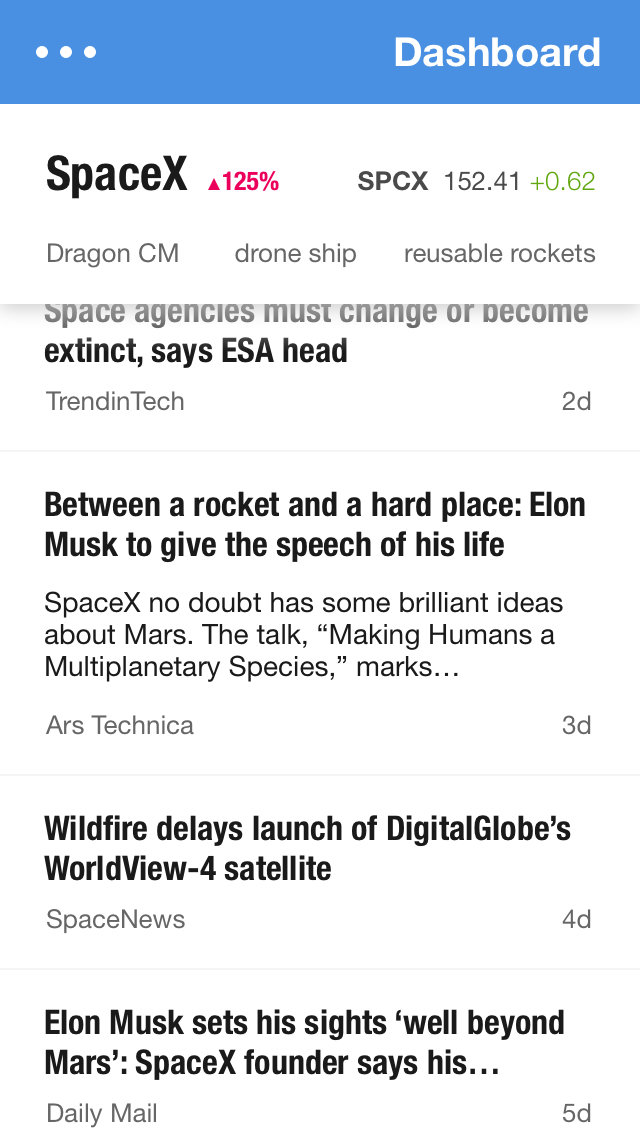 Dashboard
SpaceX ▲125% SPCX 152.41 +0.62
Dragon CM drone ship reusable rockets
Space agencies must change or become
extinct, says ESA head
TrendinTech 2d
Between a rocket and a hard place: Elon
Musk to give the speech of his life
SpaceX no doubt has some brilliant ideas
about Mars. The talk, “Making Humans a
Multiplanetary Species,” marks…
Ars Technica 3d
Wildfire delays launch of DigitalGlobe’s
WorldView-4 satellite
SpaceNews 4d
Elon Musk sets his sights ‘well beyond
Mars’: SpaceX founder says his…
Daily Mail 5d